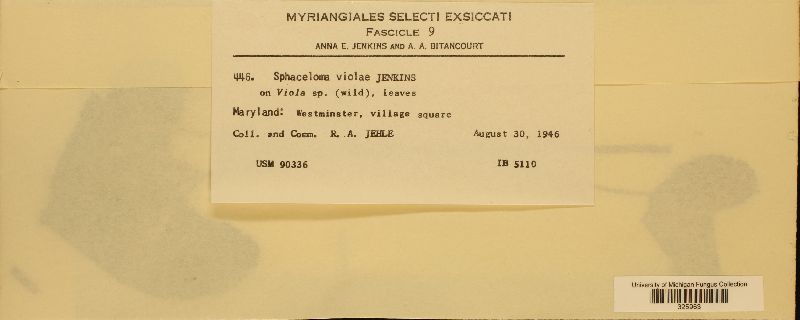 MYRIANGIALES SELECTI EXSICCATI
FASCICLE 9
ANNA E. JENKINS AND A. A. BITANCOURT
446. Sphaceloma violae JENKINS
on Viola sp. (wild), leaves
Maryland: Westminster, village square
Coll. and Comm. R. A. JEHLE August 30, 1946
USM 90336 IB 5110
University of Michigan Fungus Collection
325963